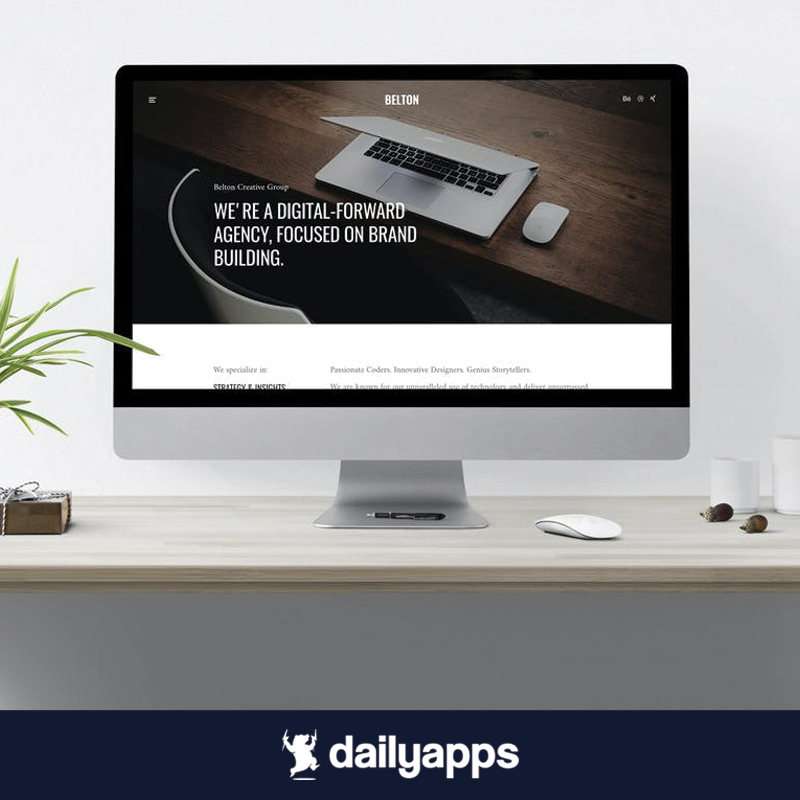 BELTON
Bē
Belton Creative Group
WE'RE A DIGITAL-FORWARD
AGENCY, FOCUSED ON BRAND
BUILDING.
We specialize in:
Passionate Coders. Innovative Designers. Genius Storytellers.
STRATEGY & INSIGHTS
We are known for our unparalleled use of technology and deliver unsurpassed
dailyapps